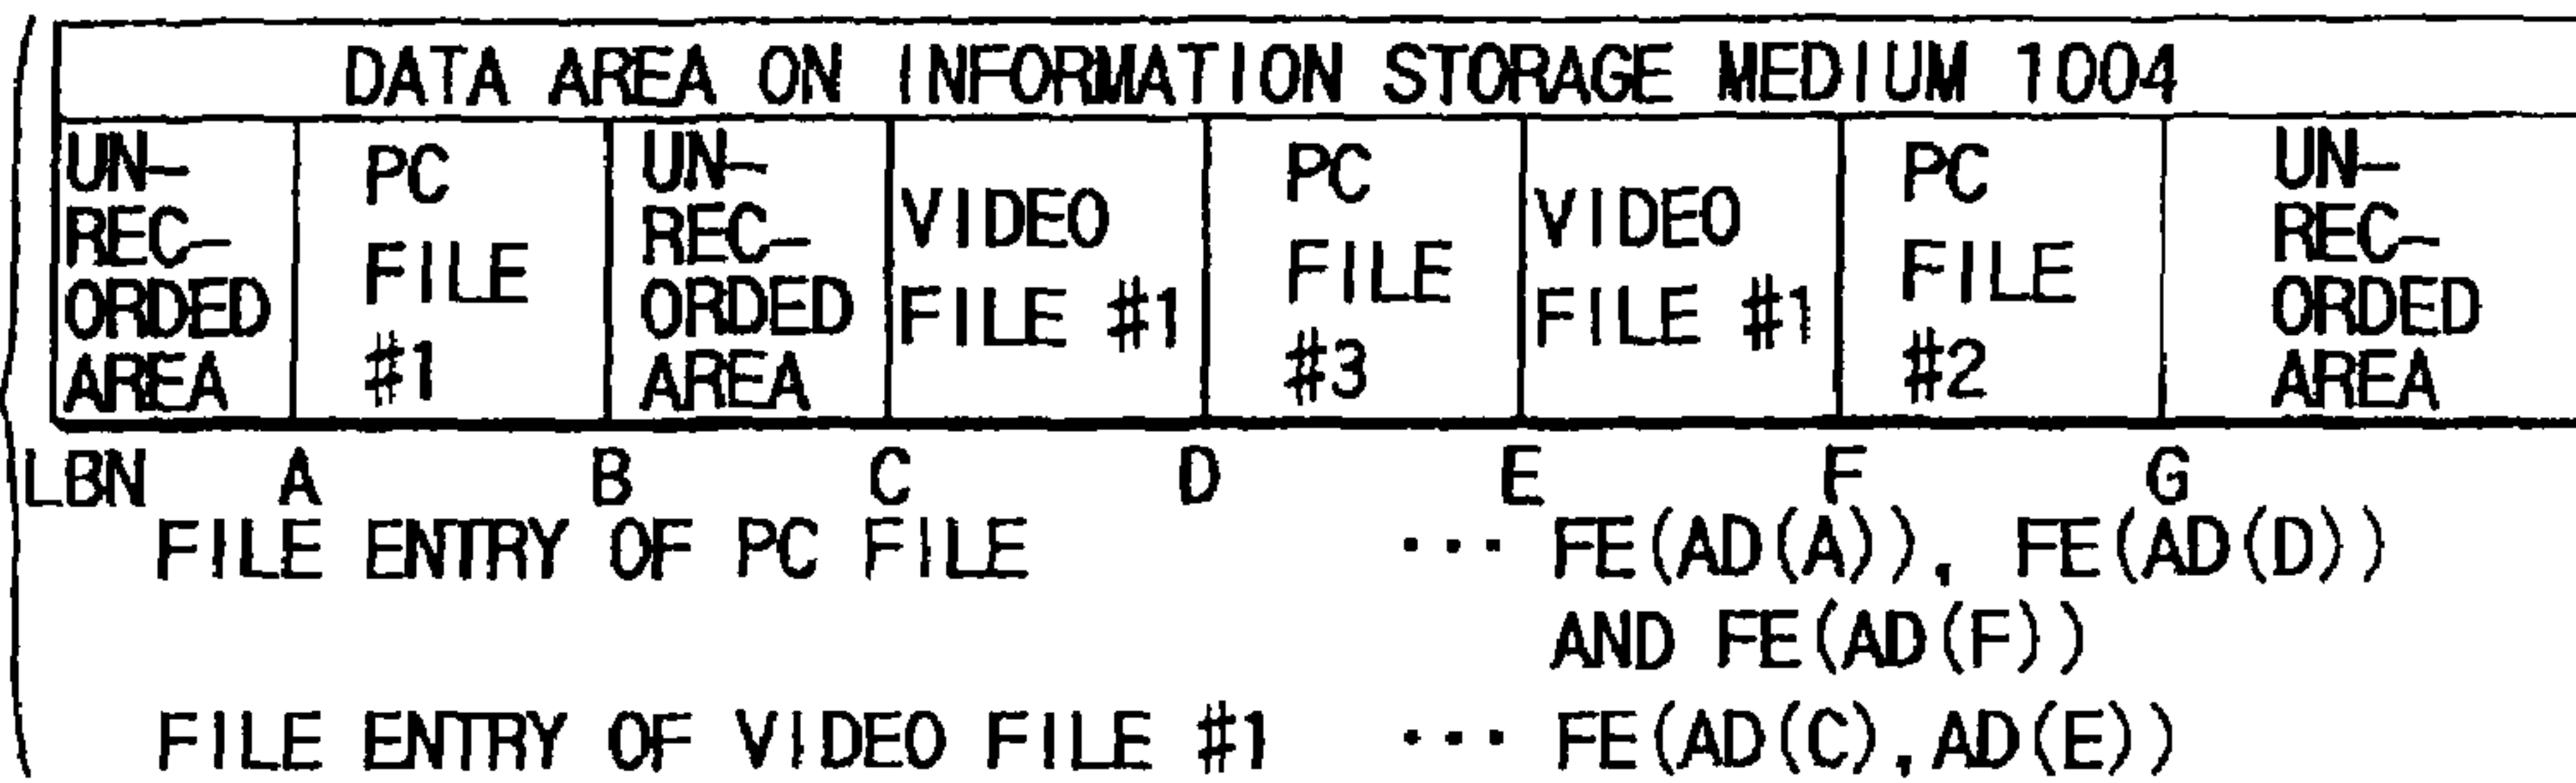 DATA AREA ON INFORMATION STORAGE MEDIUM 1004
UN-
REC-
ORDED
AREA
PC
FILE
#1
UN-
REC-
ORDED
AREA
VIDEO
FILE #1
PC
FILE
#3
VIDEO
FILE #1
PC
FILE
#2
UN-
REC-
ORDED
AREA
LBN A B C D E F G
FILE ENTRY OF PC FILE ... FE(AD(A)), FE(AD(D))
AND FE(AD(F))
FILE ENTRY OF VIDEO FILE #1 ... FE(AD(C),AD(E))